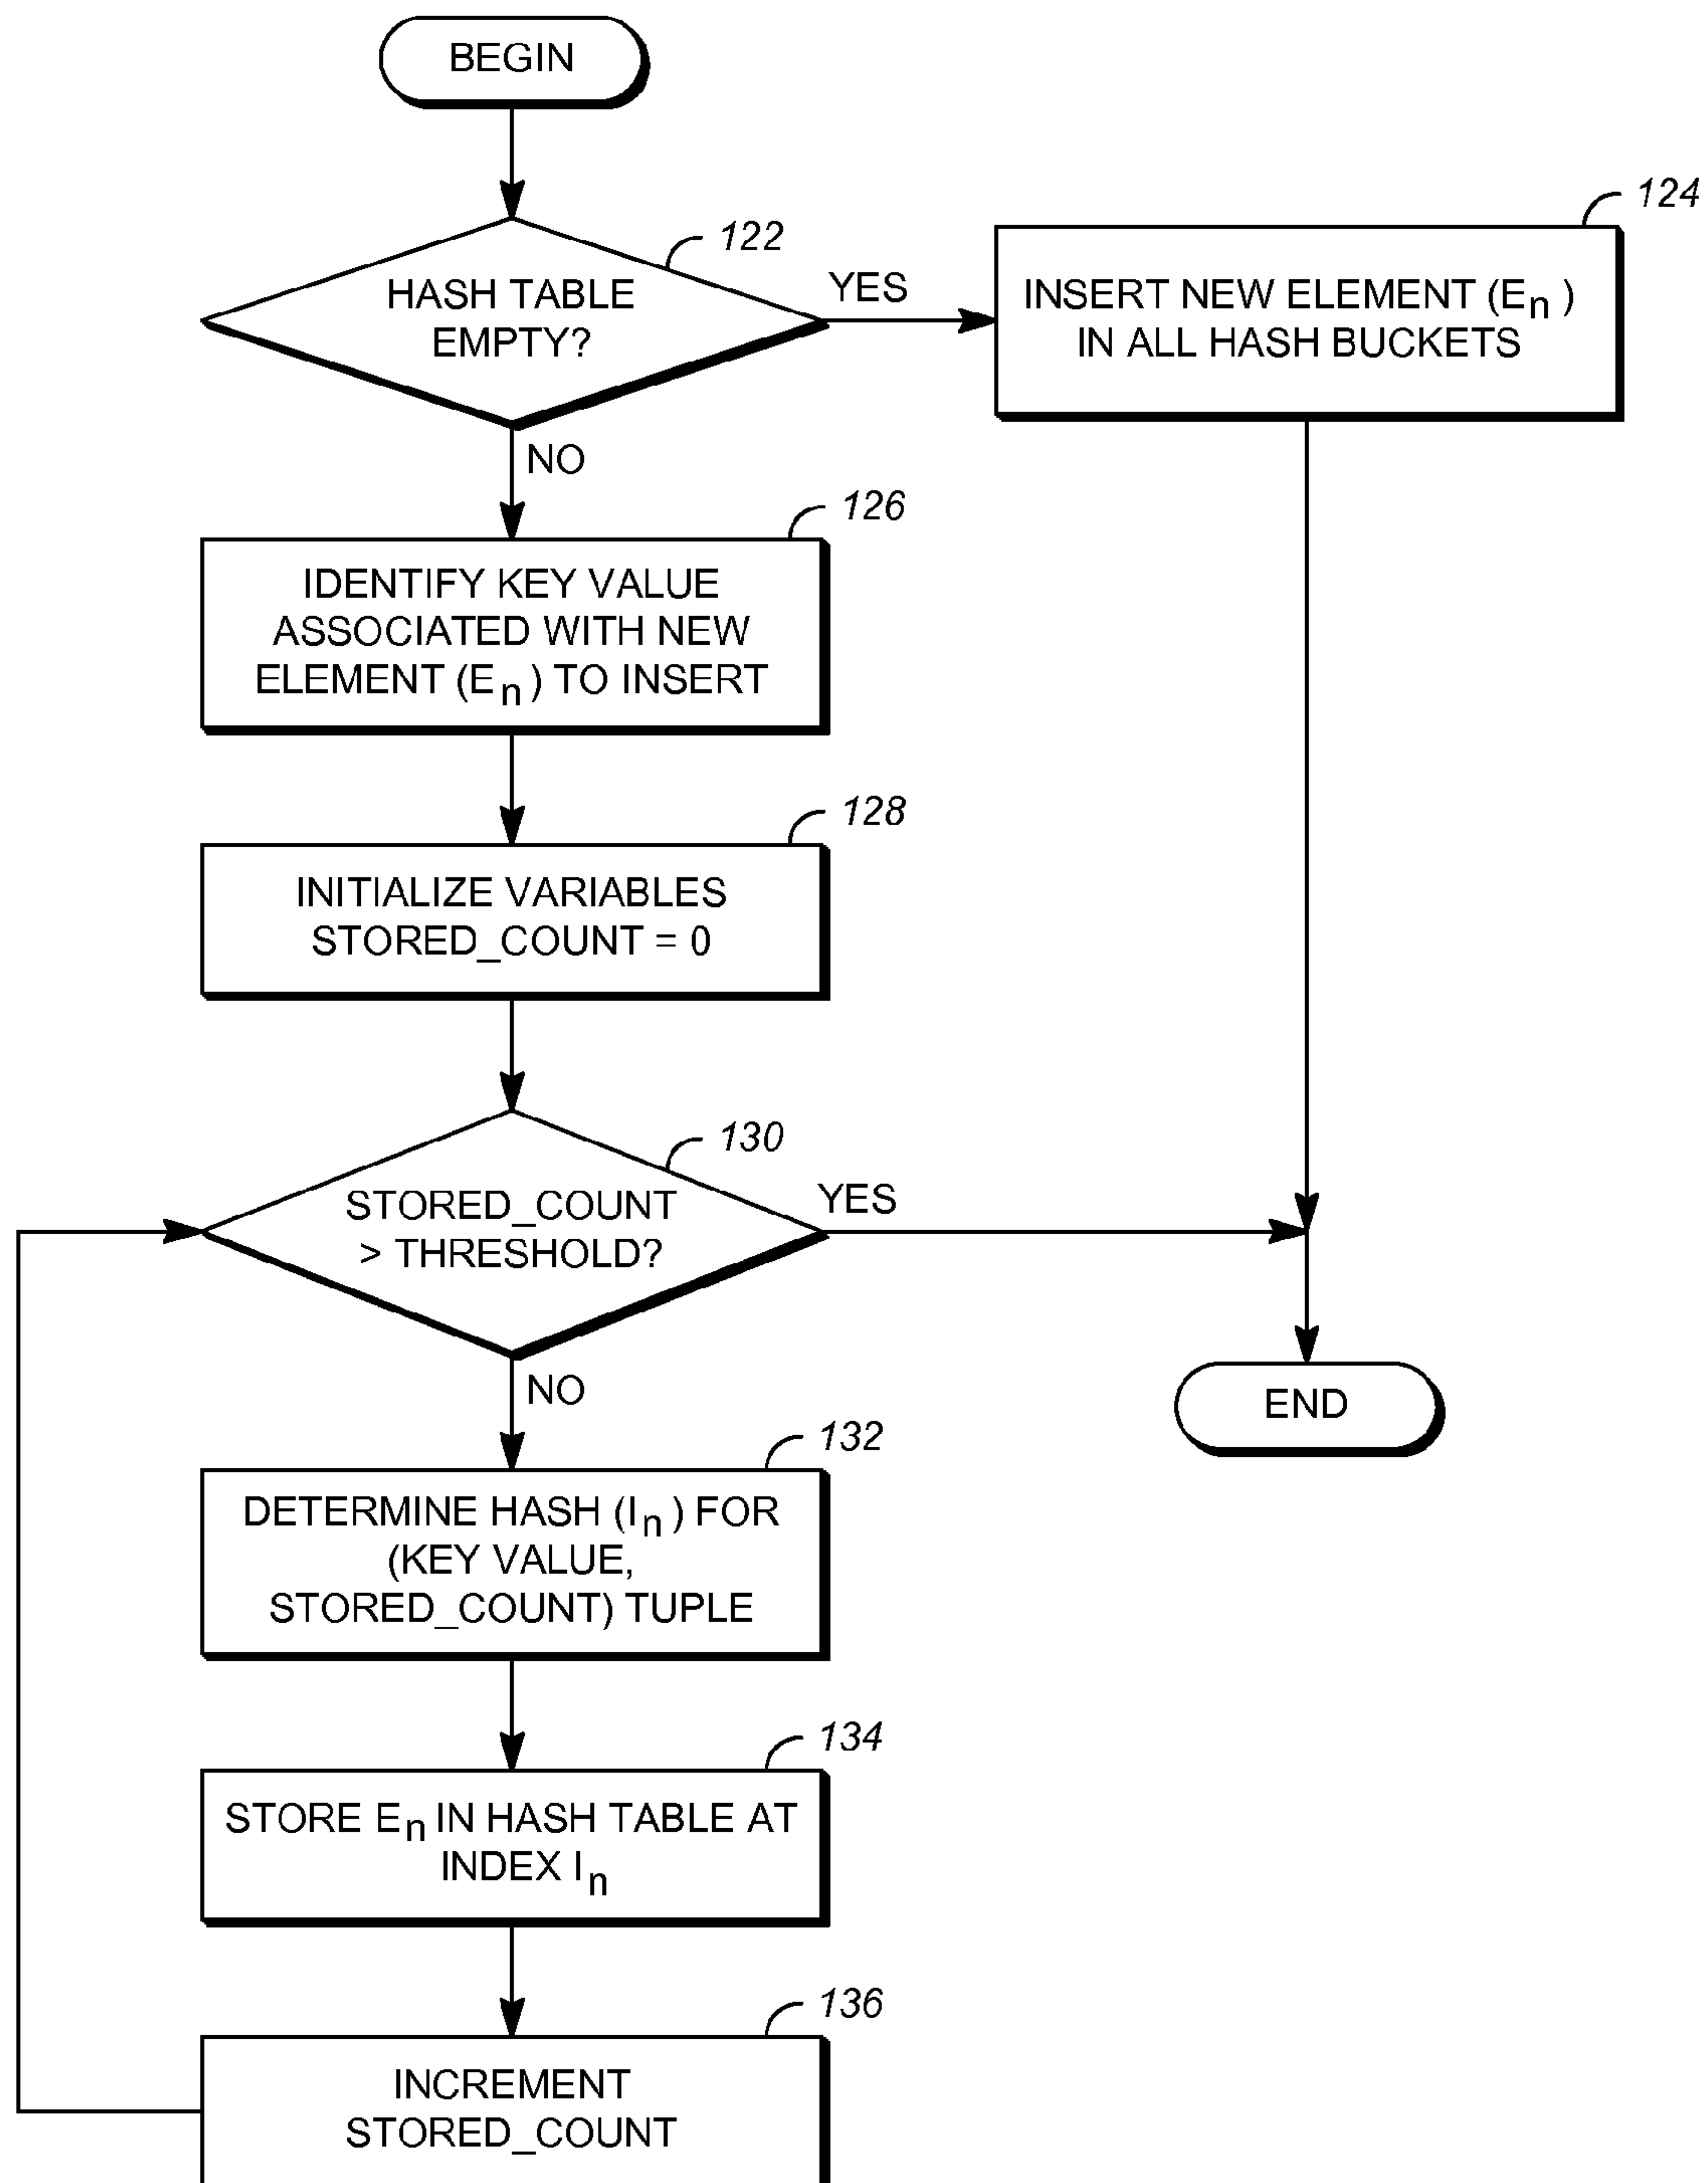 BEGIN
122
HASH TABLE
EMPTY?
YES
124
INSERT NEW ELEMENT (En )
IN ALL HASH BUCKETS
NO
126
IDENTIFY KEY VALUE
ASSOCIATED WITH NEW
ELEMENT (En ) TO INSERT
128
INITIALIZE VARIABLES
STORED_COUNT = 0
130
STORED_COUNT
> THRESHOLD?
YES
NO
END
132
DETERMINE HASH (In ) FOR
(KEY VALUE,
STORED_COUNT) TUPLE
134
STORE En IN HASH TABLE AT
INDEX In
136
INCREMENT
STORED_COUNT